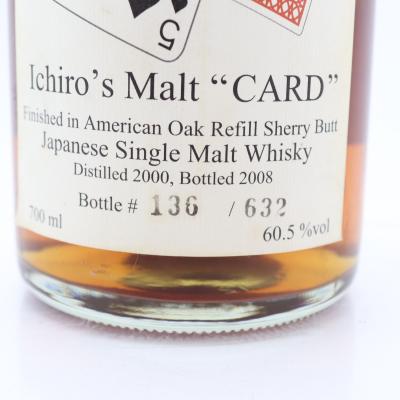 5
Ichiro's Malt “CARD”
Finished in American Oak Refill Sherry Butt
Japanese Single Malt Whisky
Distilled 2000, Bottled 2008
Bottle # 136 / 632
700 ml
60.5 %vol